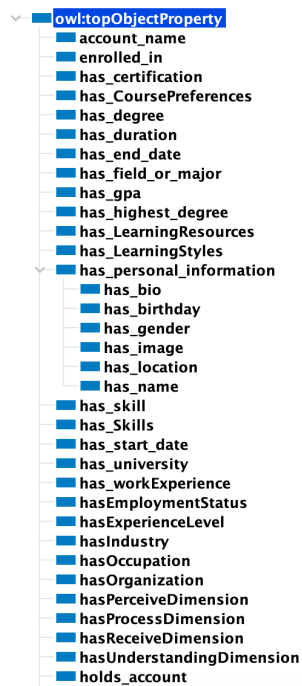 owl:topObjectProperty
account_name
enrolled_in
has_certification
has_CoursePreferences
has_degree
has_duration
has_end_date
has_field_or_major
has_gpa
has_highest_degree
has_LearningResources
has_LearningStyles
has_personal_information
has_bio
has_birthday
has_gender
has_image
has_location
has_name
has_skill
has_Skills
has_start_date
has_university
has_workExperience
hasEmploymentStatus
hasExperienceLevel
hasIndustry
hasOccupation
hasOrganization
hasPerceiveDimension
hasProcessDimension
hasReceiveDimension
hasUnderstandingDimension
holds_account